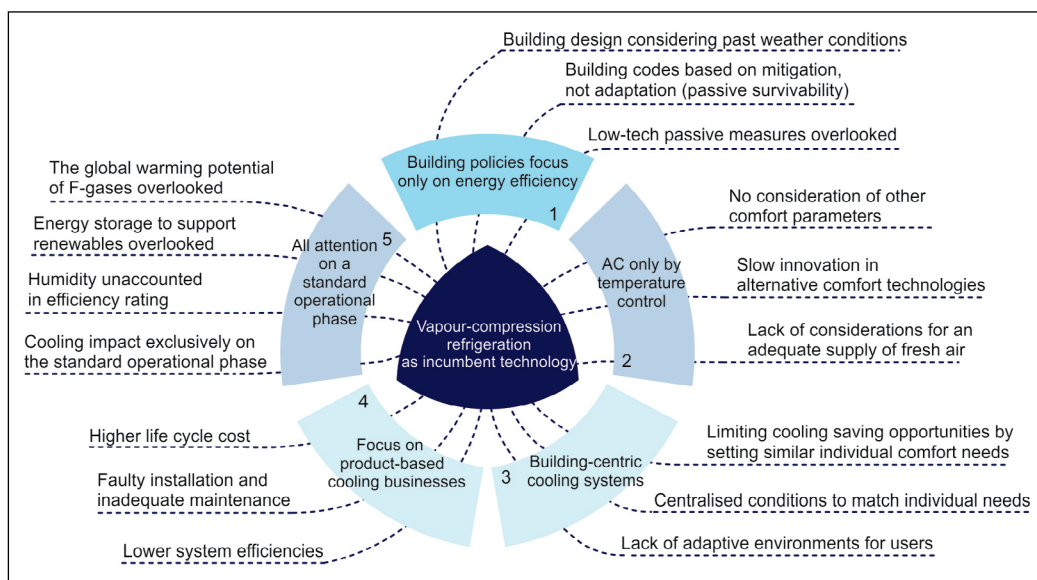 Building design considering past weather conditions
Building codes based on mitigation,
not adaptation (passive survivability)
Low-tech passive measures overlooked
Building policies focus
only on energy efficiency
1
No consideration of other
comfort parameters
Slow innovation in
alternative comfort technologies
Lack of considerations for an
adequate supply of fresh air
AC only by
temperature
control
2
Limiting cooling saving opportunities by
setting similar individual comfort needs
Centralised conditions to match individual needs
Lack of adaptive environments for users
3
Building-centric
cooling systems
4
Focus on
product-based
cooling businesses
Higher life cycle cost
Faulty installation and
inadequate maintenance
Lower system efficiencies
5
All attention
on a
standard
operational
phase
The global warming potential
of F-gases overlooked
Energy storage to support
renewables overlooked
Humidity unaccounted
in efficiency rating
Cooling impact exclusively on
the standard operational phase
Vapour-compression
refrigeration
as incumbent technology